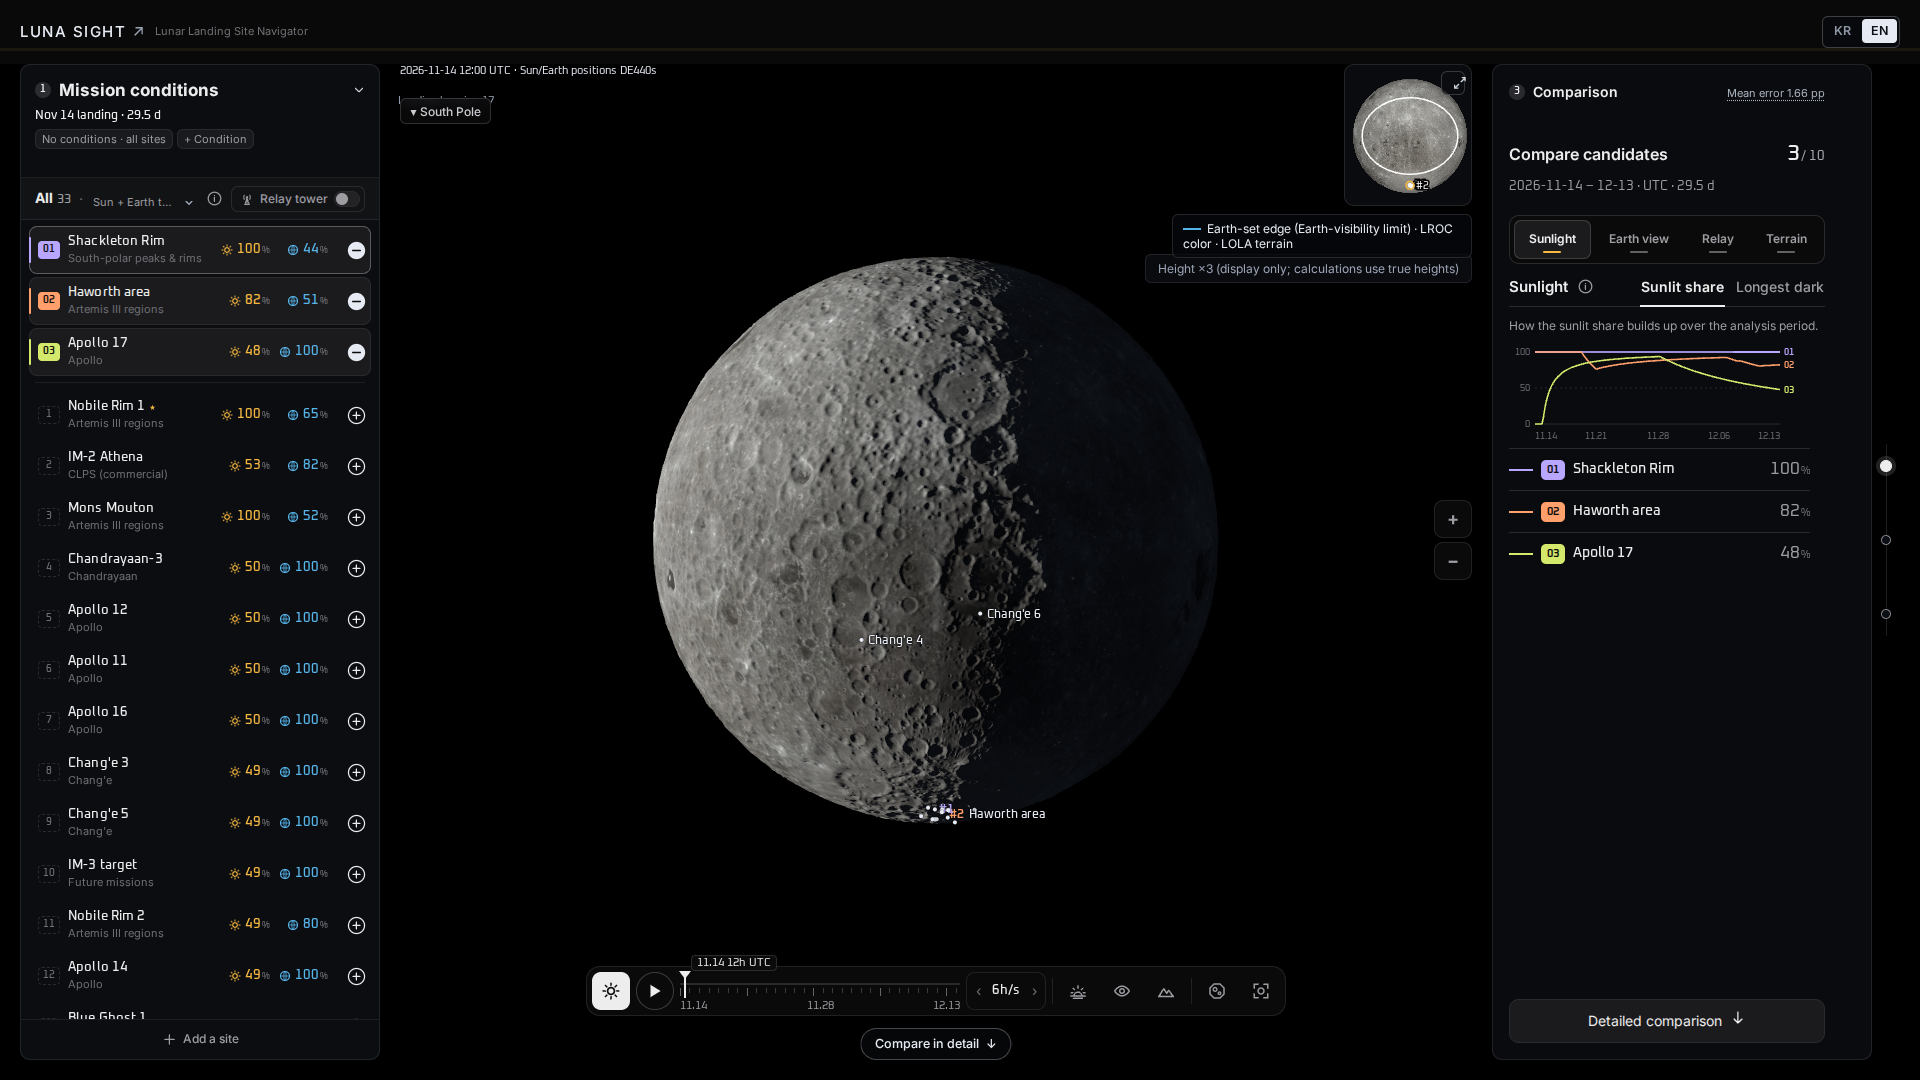 LUNA SIGHT ↗ Lunar Landing Site Navigator
KR EN
1 Mission conditions
Nov 14 landing · 29.5 d
No conditions · all sites + Condition
All 33 · Sun + Earth t...
Relay tower
01 Shackleton Rim 100% 44%
South-polar peaks & rims
02 Haworth area 82% 51%
Artemis III regions
03 Apollo 17 48% 100%
Apollo
1 Nobile Rim 1 ★ 100% 65%
Artemis III regions
2 IM-2 Athena 53% 82%
CLPS (commercial)
3 Mons Mouton 100% 52%
Artemis III regions
4 Chandrayaan-3 50% 100%
Chandrayaan
5 Apollo 12 50% 100%
Apollo
6 Apollo 11 50% 100%
Apollo
7 Apollo 16 50% 100%
Apollo
8 Chang'e 3 49% 100%
Chang'e
9 Chang'e 5 49% 100%
Chang'e
10 IM-3 target 49% 100%
Future missions
11 Nobile Rim 2 49% 80%
Artemis III regions
12 Apollo 14 49% 100%
Apollo
Blue Ghost 1
+ Add a site
2026-11-14 12:00 UTC · Sun/Earth positions DE440s
▾ South Pole
#2
Earth-set edge (Earth-visibility limit) · LROC
color · LOLA terrain
Height ×3 (display only; calculations use true heights)
Chang'e 6
Chang'e 4
#1
#2 Haworth area
+
−
11.14 12h UTC
11.14 11.28 12.13
‹ 6h/s ›
Compare in detail ↓
3 Comparison
Mean error 1.66 pp
Compare candidates 3 / 10
2026-11-14 – 12-13 · UTC · 29.5 d
Sunlight Earth view Relay Terrain
Sunlight Sunlit share Longest dark
How the sunlit share builds up over the analysis period.
100 01
02
50 03
0
11.14 11.21 11.28 12.06 12.13
01 Shackleton Rim 100%
02 Haworth area 82%
03 Apollo 17 48%
Detailed comparison ↓